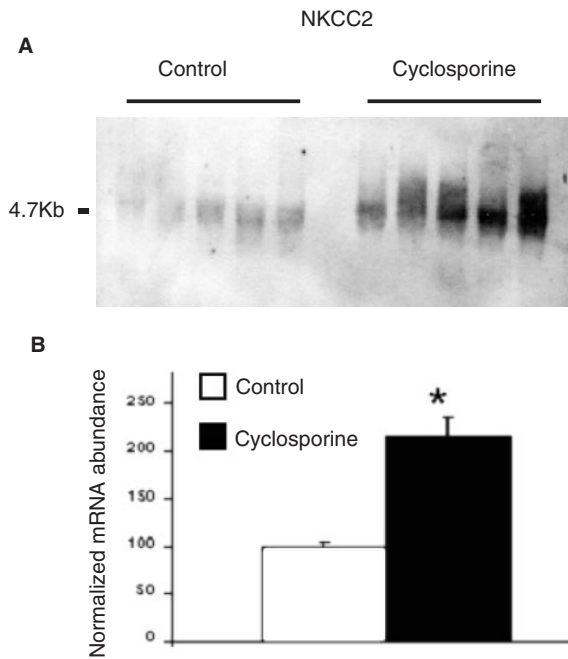 NKCC2
A
Control
Cyclosporine
4.7Kb
B
Normalized mRNA abundance
250
200
150
100
50
0
Control
Cyclosporine
*